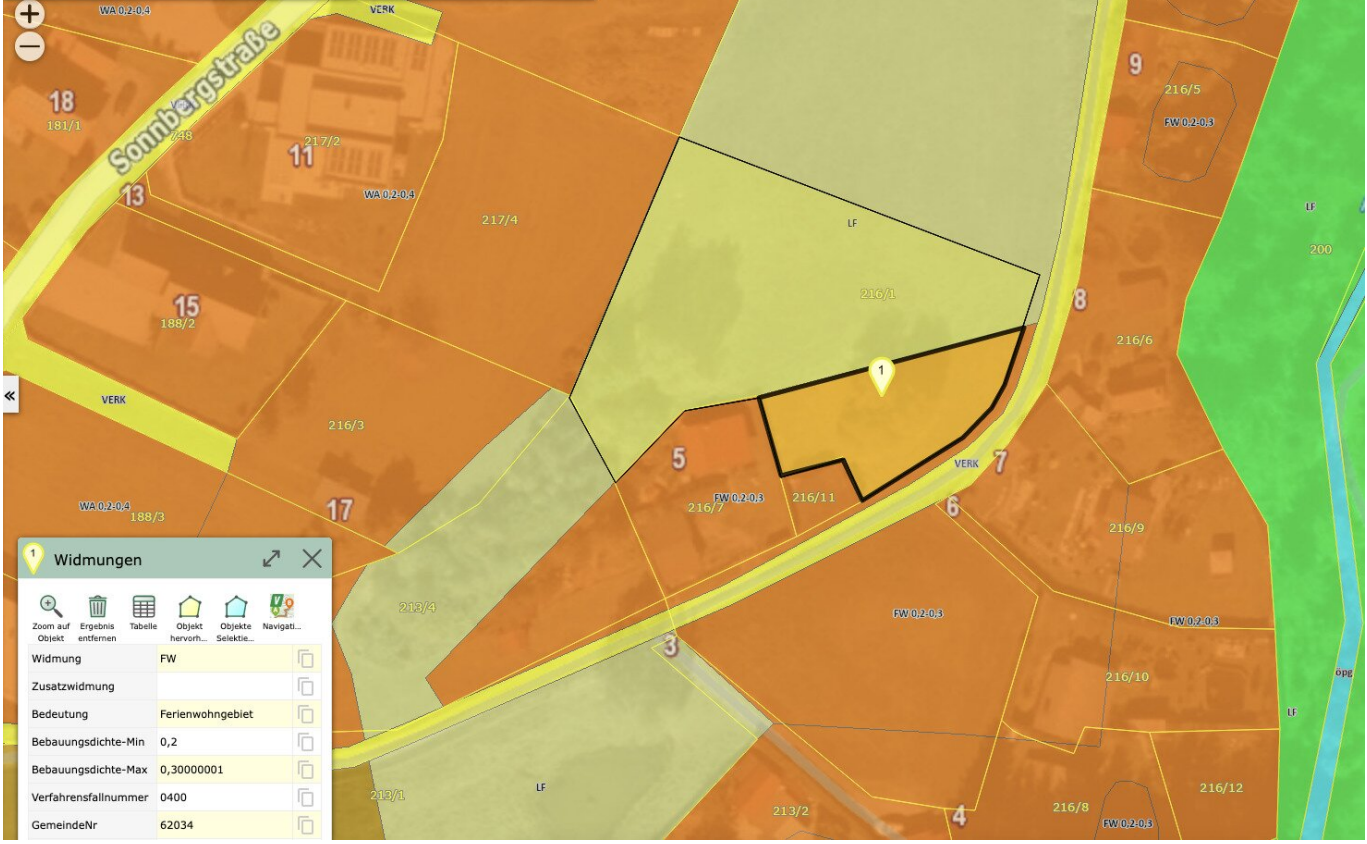 +
WA 0,2-0,4
VERK
−
9
18
216/5
181/1
VERK
Sonnbergstraße
748
FW 0,2-0,3
217/2
11
13
WA 0,2-0,4
LF
217/4
LF
200
216/1
8
15
188/2
216/6
1
«
VERK
216/3
5
VERK
7
FW 0,2-0,3
216/11
WA 0,2-0,4
216/7
6
188/3
17
216/9
1
Widmungen
Zoom auf Objekt
Ergebnis entfernen
Tabelle
Objekt hervorh...
Objekte Selektie...
Navigati...
213/4
FW 0,2-0,3
FW 0,2-0,3
3
216/10
öpg
Widmung FW
Zusatzwidmung
Bedeutung Ferienwohngebiet
LF
Bebauungsdichte-Min 0,2
Bebauungsdichte-Max 0,30000001
LF
213/1
216/12
Verfahrensfallnummer 0400
213/2
216/8
4
GemeindeNr 62034
FW 0,2-0,3